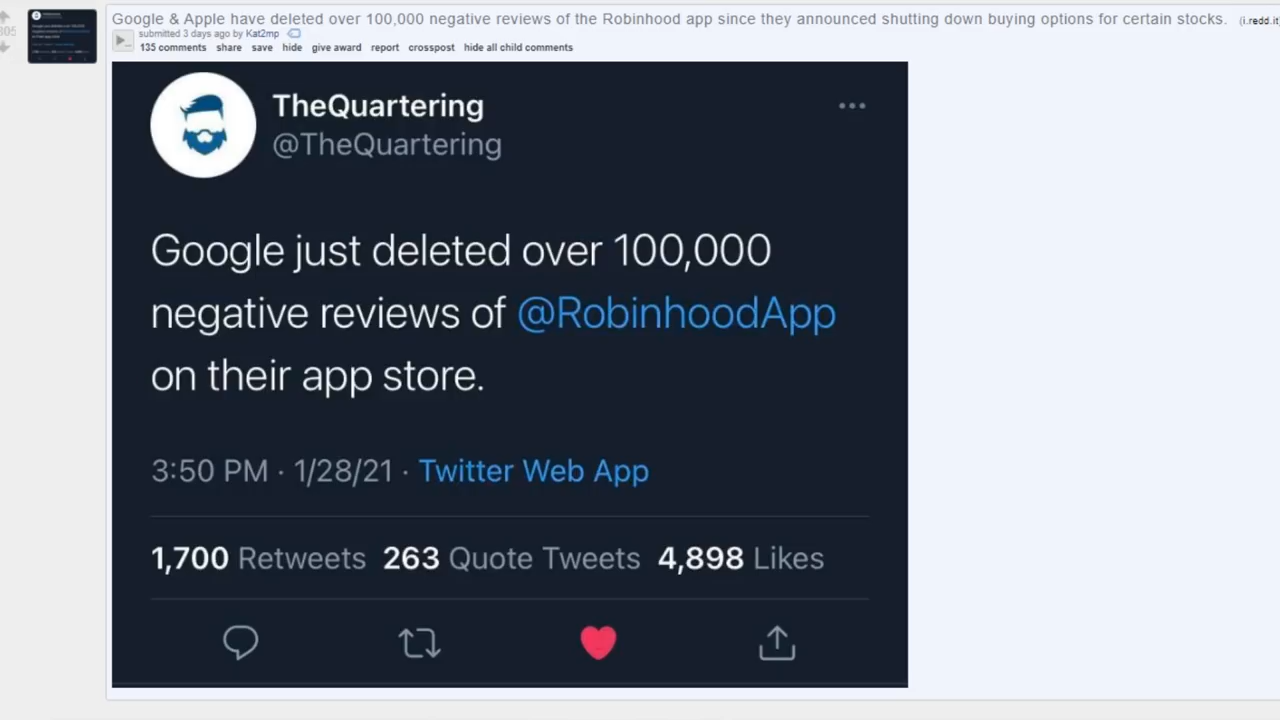 Google & Apple have deleted over 100,000 negative reviews of the Robinhood app since they announced shutting down buying options for certain stocks. (i.redd.it
submitted 3 days ago by Kat2mp
135 comments share save hide give award report crosspost hide all child comments
TheQuartering
@TheQuartering
Google just deleted over 100,000
negative reviews of @RobinhoodApp
on their app store.
3:50 PM · 1/28/21 · Twitter Web App
1,700 Retweets 263 Quote Tweets 4,898 Likes